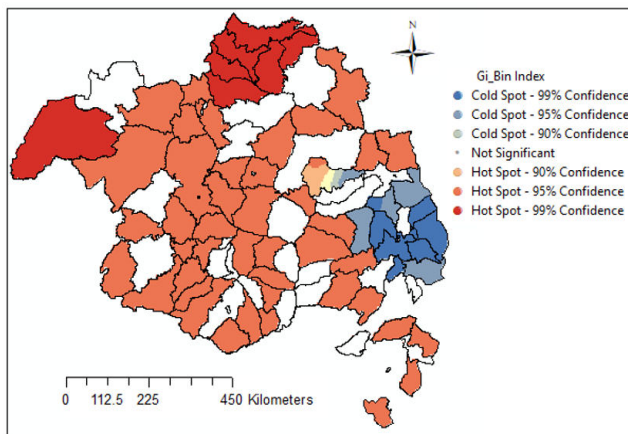 N
Gi_Bin Index
Cold Spot - 99% Confidence
Cold Spot - 95% Confidence
Cold Spot - 90% Confidence
Not Significant
Hot Spot - 90% Confidence
Hot Spot - 95% Confidence
Hot Spot - 99% Confidence
0 112.5 225 450 Kilometers